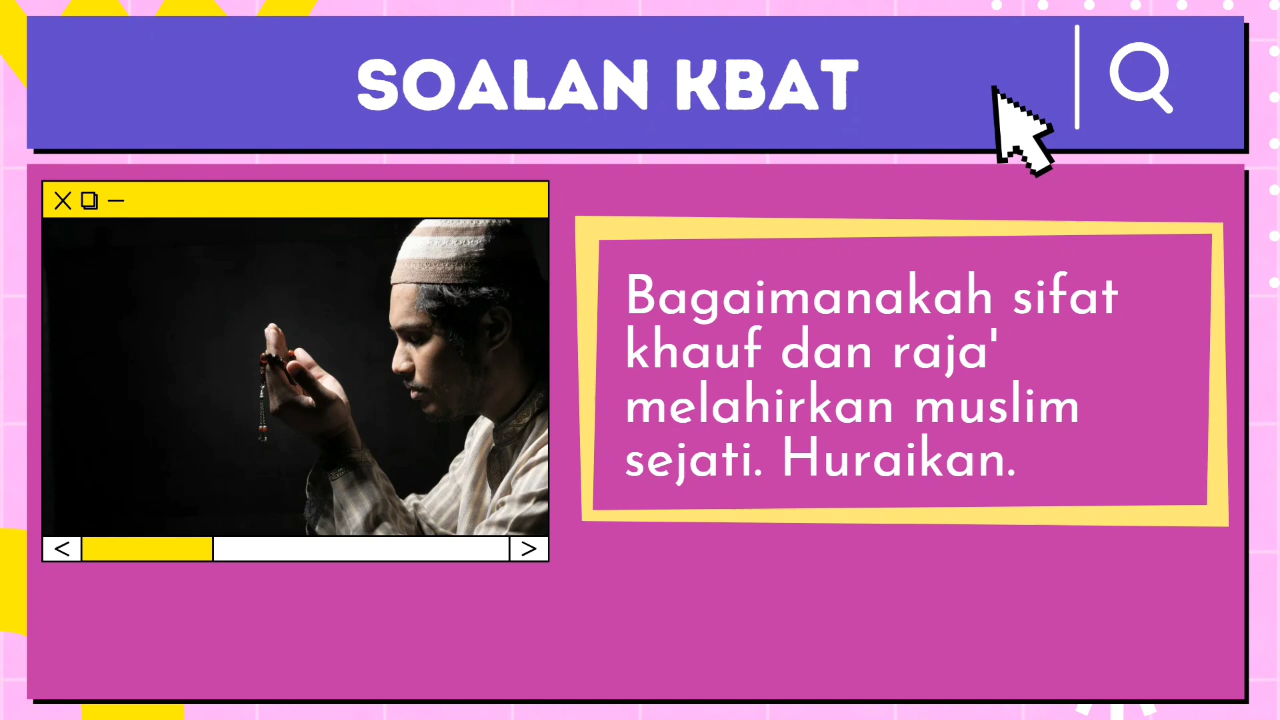 SOALAN KBAT
Bagaimanakah sifat
khauf dan raja'
melahirkan muslim
sejati. Huraikan.